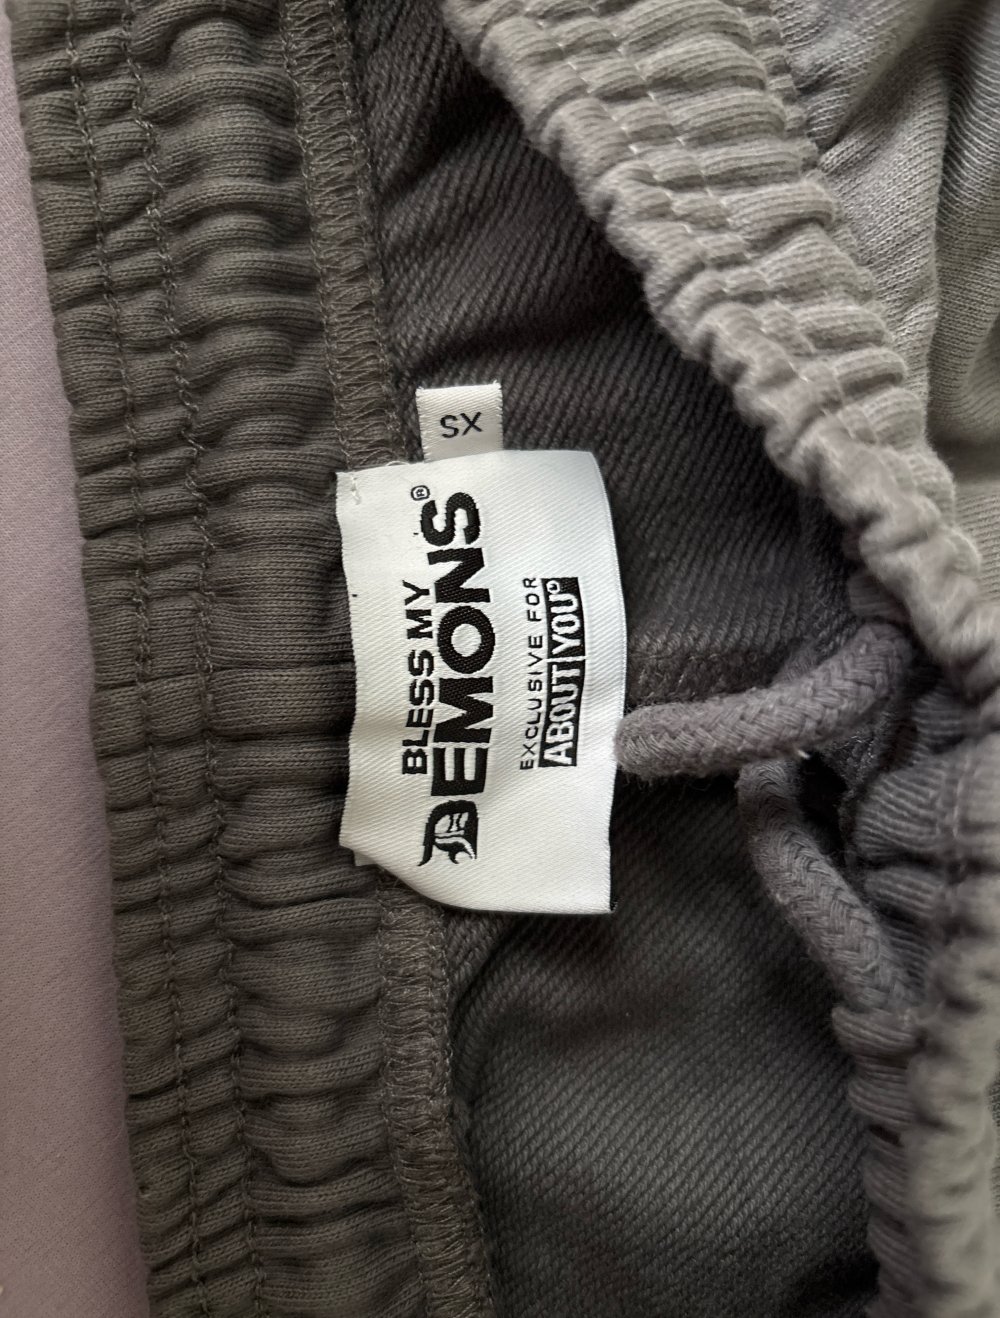 XS
BLESS MY
DEMONS®
EXCLUSIVE FOR
ABOUT YOU